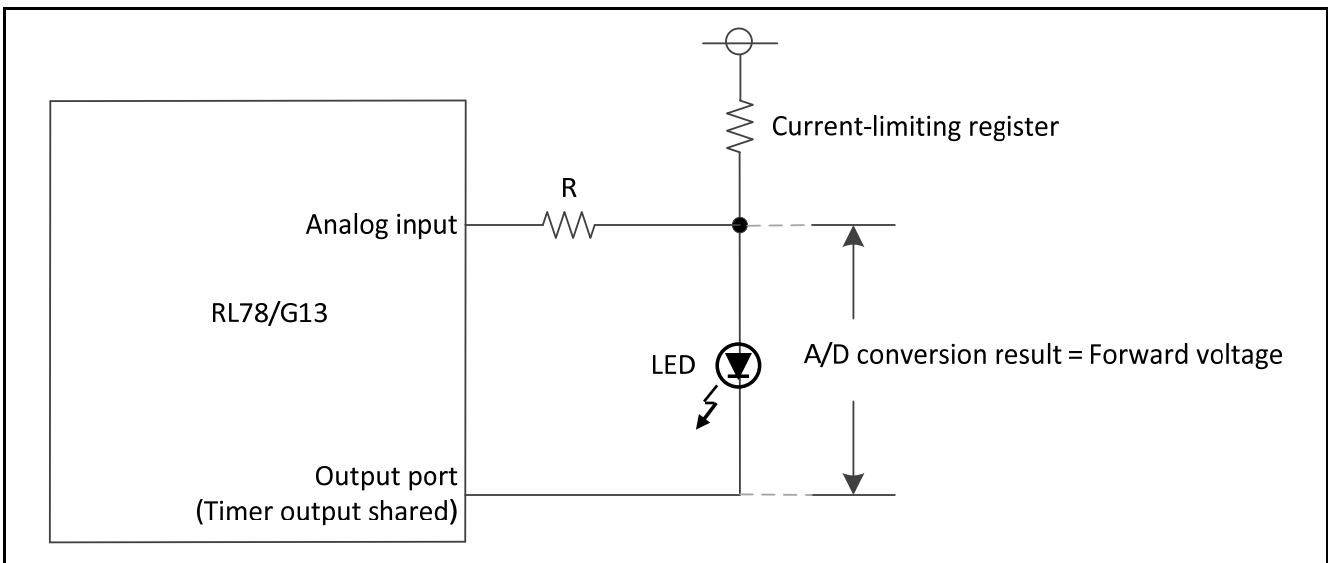 Current-limiting register
R
Analog input
RL78/G13
LED
A/D conversion result = Forward voltage
Output port
(Timer output shared)